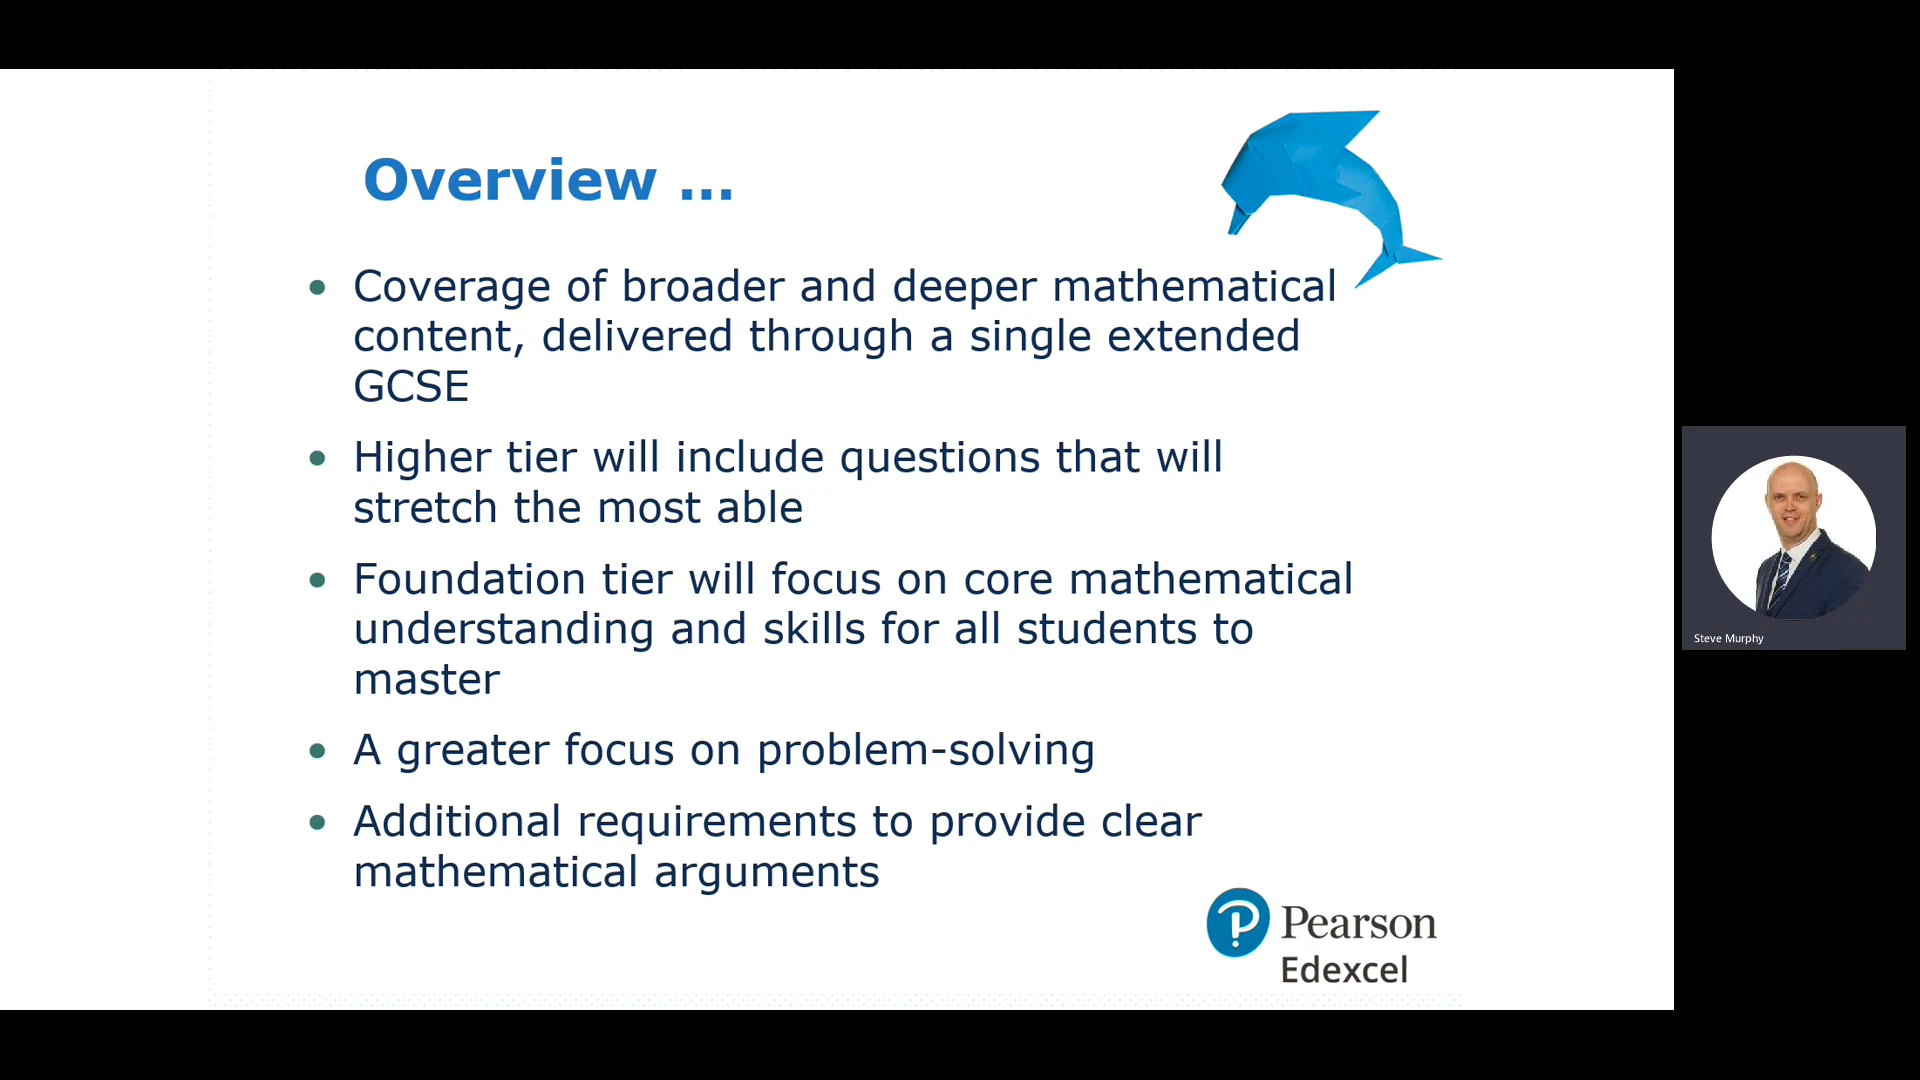 Overview ...
• Coverage of broader and deeper mathematical
content, delivered through a single extended
GCSE
• Higher tier will include questions that will
stretch the most able
• Foundation tier will focus on core mathematical
understanding and skills for all students to
master
• A greater focus on problem-solving
• Additional requirements to provide clear
mathematical arguments
Pearson
Edexcel
Steve Murphy